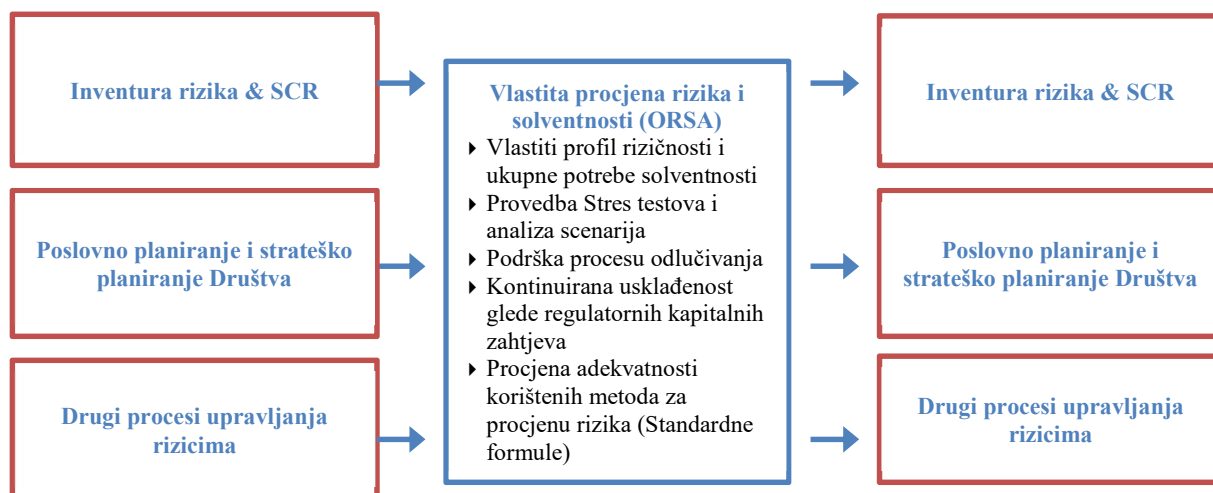 Inventura rizika & SCR
Poslovno planiranje i strateško
planiranje Društva
Drugi procesi upravljanja
rizicima
Vlastita procjena rizika i
solventnosti (ORSA)
Vlastiti profil rizičnosti i
ukupne potrebe solventnosti
Provedba Stres testova i
analiza scenarija
Podrška procesu odlučivanja
Kontinuirana usklađenost
glede regulatornih kapitalnih
zahtjeva
Procjena adekvatnosti
korištenih metoda za
procjenu rizika (Standardne
formule)
Inventura rizika & SCR
Poslovno planiranje i
strateško planiranje Društva
Drugi procesi upravljanja
rizicima